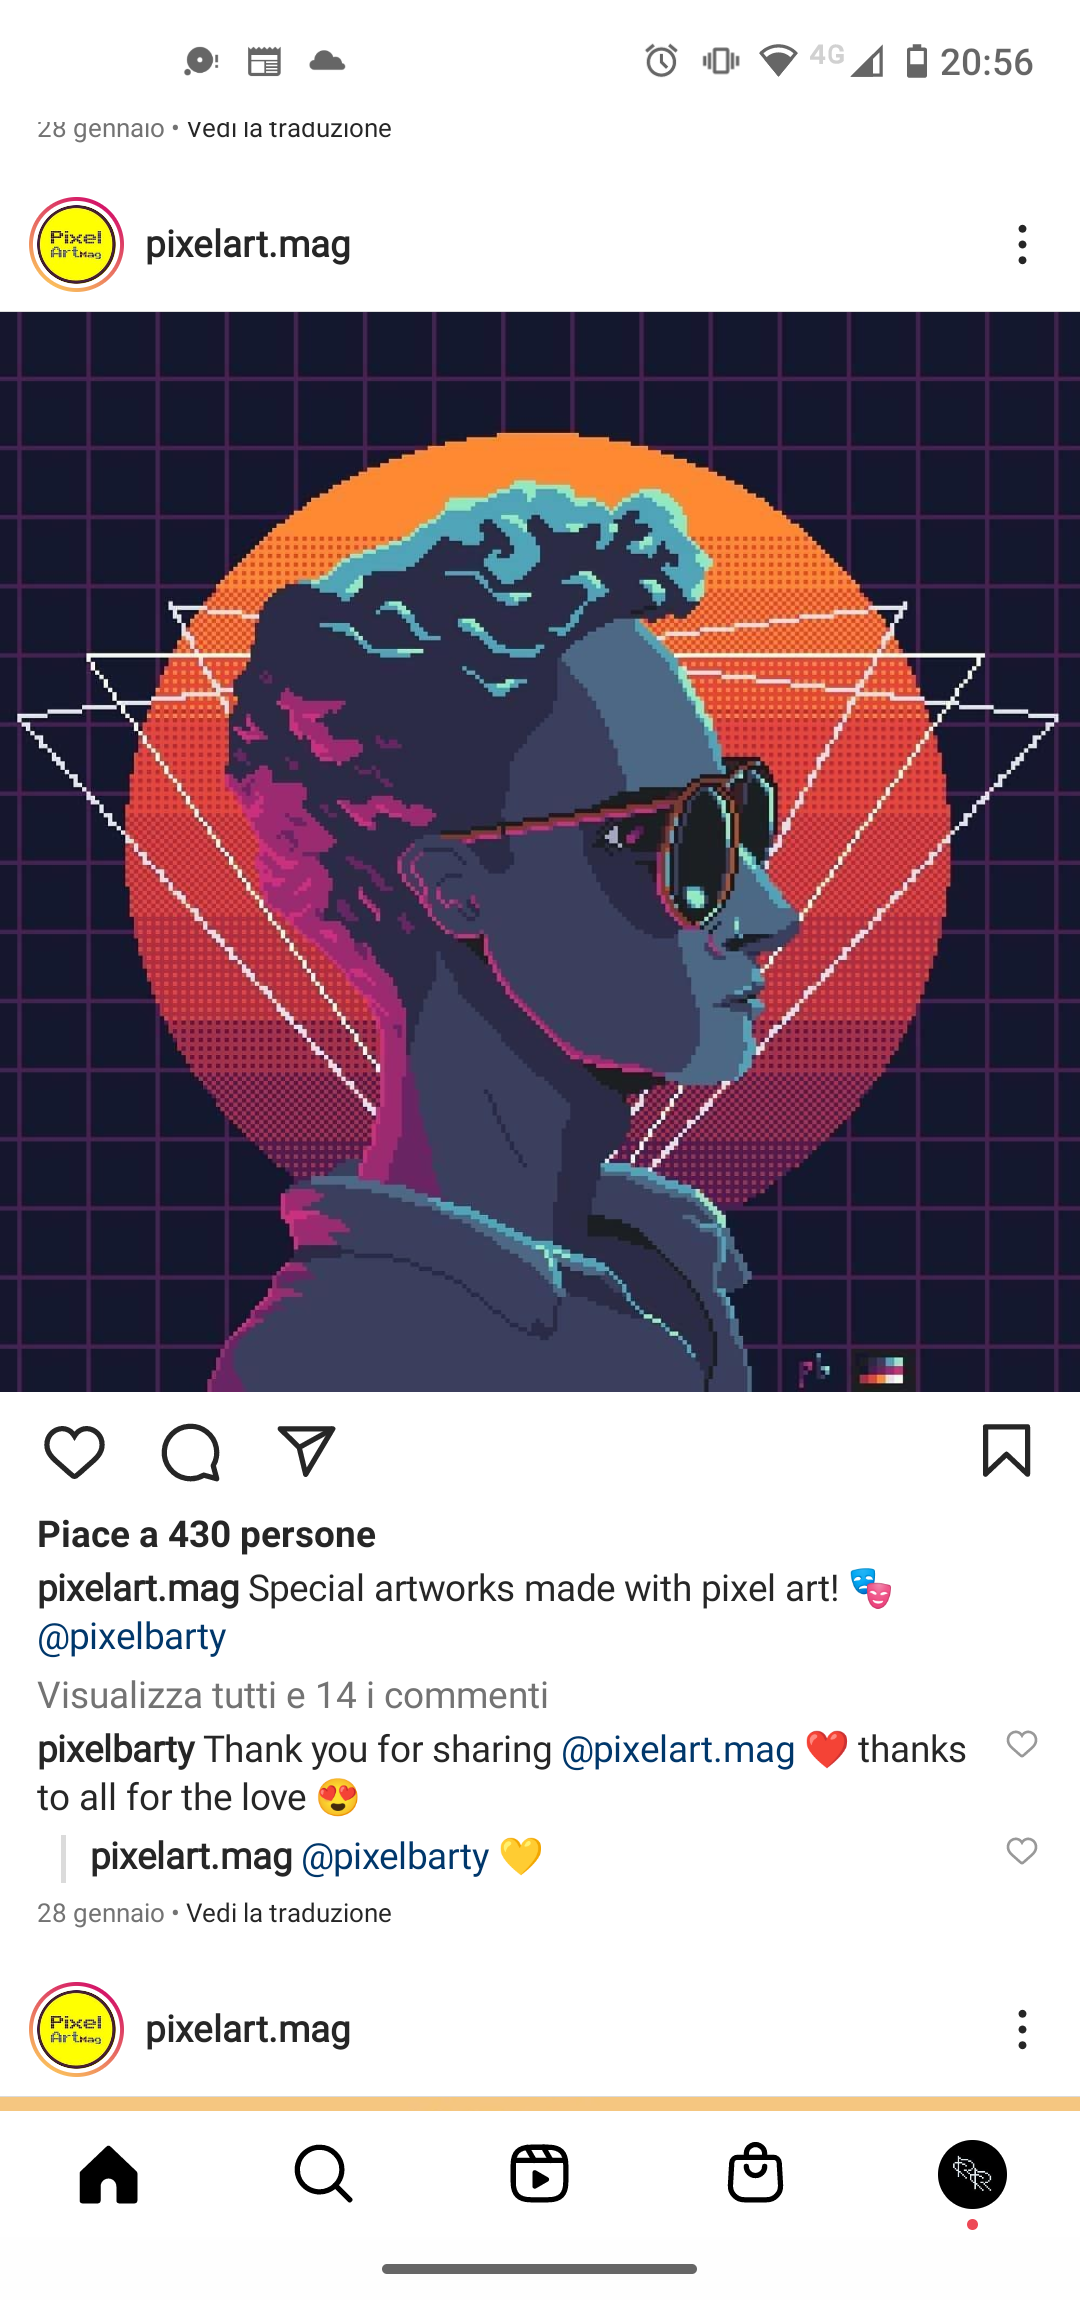 4G 20:56
28 gennaio • Vedi la traduzione
Pixel
ArtMag
pixelart.mag
pb
Piace a 430 persone
pixelart.mag Special artworks made with pixel art! 🎭
@pixelbarty
Visualizza tutti e 14 i commenti
pixelbarty Thank you for sharing @pixelart.mag ❤️ thanks
to all for the love 😍
pixelart.mag @pixelbarty 💛
28 gennaio • Vedi la traduzione
Pixel
ArtMag
pixelart.mag